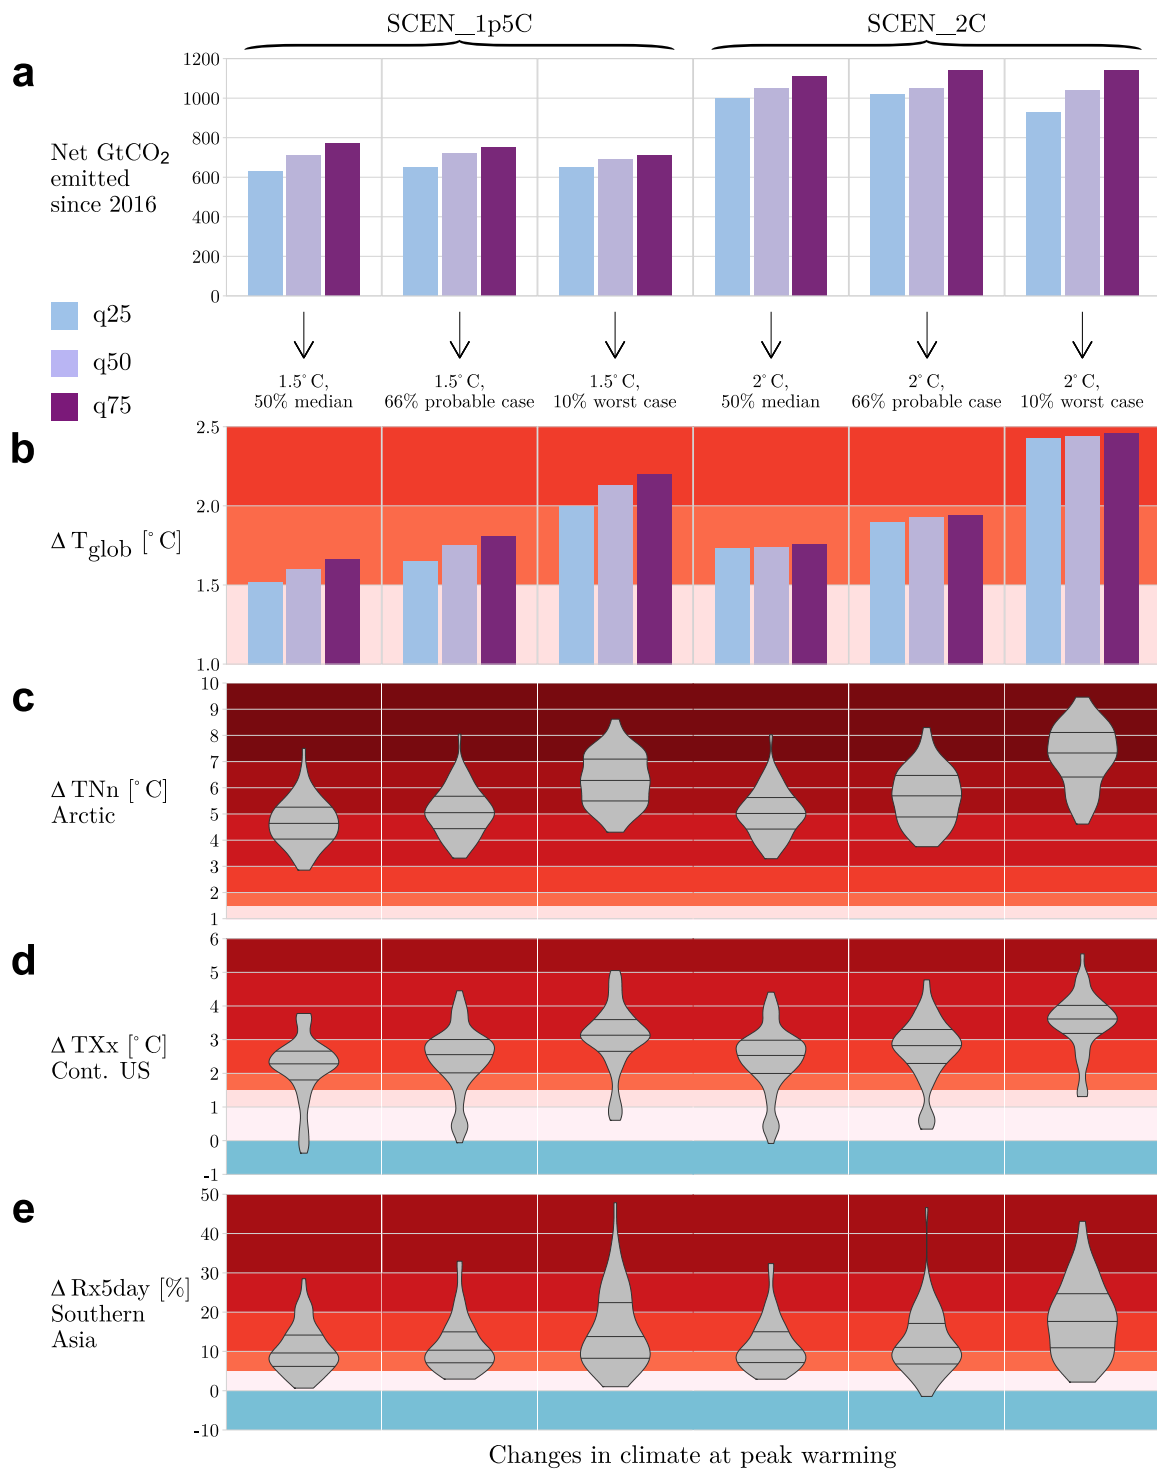 SCEN_1p5C
SCEN_2C
a
1200
1000
800
600
400
200
0
Net GtCO₂
emitted
since 2016
q25
q50
q75
1.5°C,
50% median
1.5°C,
66% probable case
1.5°C,
10% worst case
2°C,
50% median
2°C,
66% probable case
2°C,
10% worst case
b
2.5
2.0
1.5
1.0
Δ T_glob [°C]
c
10
9
8
7
6
5
4
3
2
1
Δ TNn [°C]
Arctic
d
6
5
4
3
2
1
0
-1
Δ TXx [°C]
Cont. US
e
50
40
30
20
10
0
-10
Δ Rx5day [%]
Southern
Asia
Changes in climate at peak warming